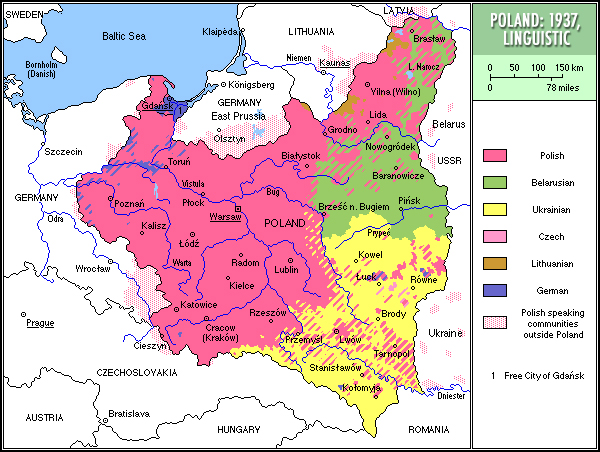 SWEDEN
LATVIA
POLAND: 1937,
LINGUISTIC
Baltic Sea
Klaipėda
LITHUANIA
Brasław
Bornholm
(Danish)
Niemen
Kaunas
L. Narocz
0 50 100 150 km
0 78 miles
Königsberg
Vilna (Wilno)
Gdańsk
1
GERMANY
East Prussia
Lida
Grodno
Belarus
Olsztyn
Nowogródek
Szczecin
Toruń
Białystok
USSR
Baranowicze
Polish
GERMANY
Vistula
Bug
Poznań
Płock
Pińsk
Belarusian
Odra
Warsaw
Brześć n. Bugiem
POLAND
Ukrainian
Kalisz
Prypeć
Łódź
Czech
Wrocław
Warta
Radom
Lublin
Kowel
Lithuanian
Kielce
Łuck
Równe
German
Katowice
Prague
Rzeszów
Brody
Polish speaking
communities
outside Poland
Cracow
(Kraków)
Cieszyn
Przemyśl
Lwów
Ukraine
Tarnopol
CZECHOSLOVAKIA
Stanisławów
1 Free City of Gdańsk
Kołomyja
Dniester
AUSTRIA
Bratislava
HUNGARY
ROMANIA